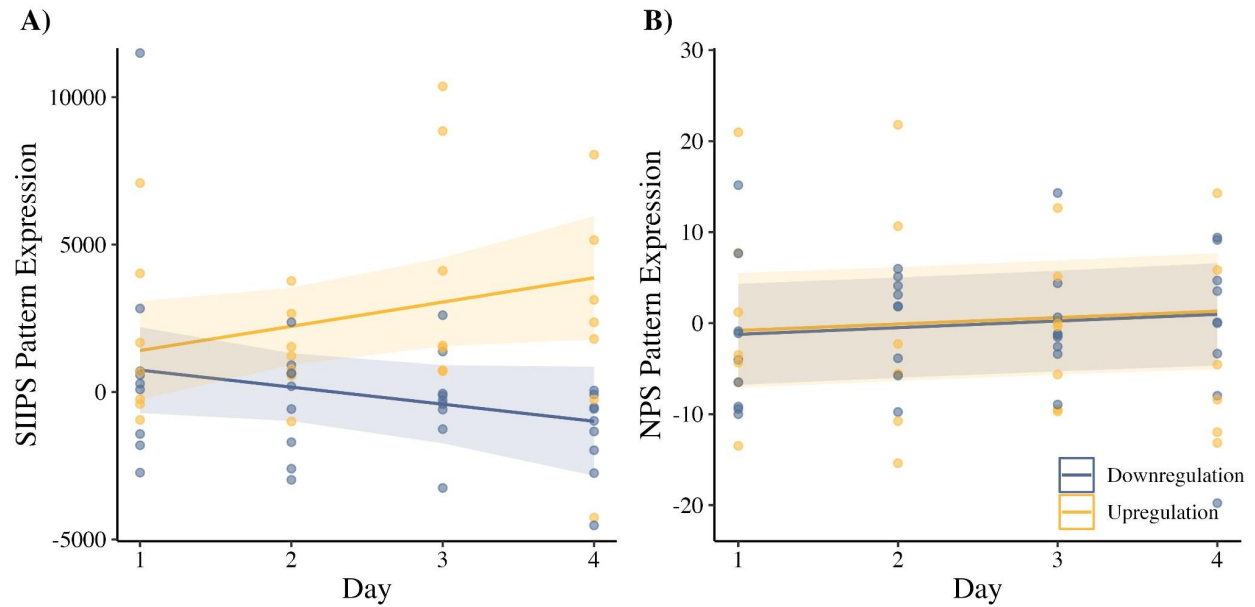 A)
SIIPS Pattern Expression
10000
5000
0
-5000
1 2 3 4
Day
B)
NPS Pattern Expression
30
20
10
0
-10
-20
1 2 3 4
Day
Downregulation
Upregulation